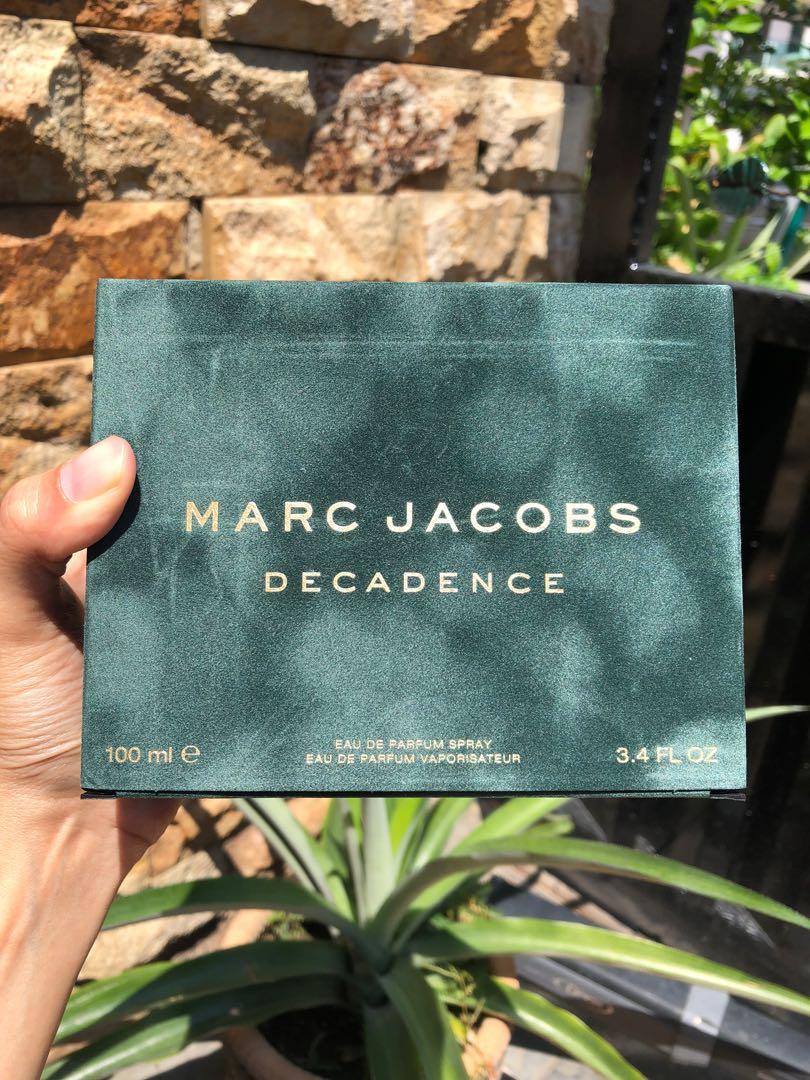 MARC JACOBS
DECADENCE
100 ml ℮
EAU DE PARFUM SPRAY
EAU DE PARFUM VAPORISATEUR
3.4 FL OZ